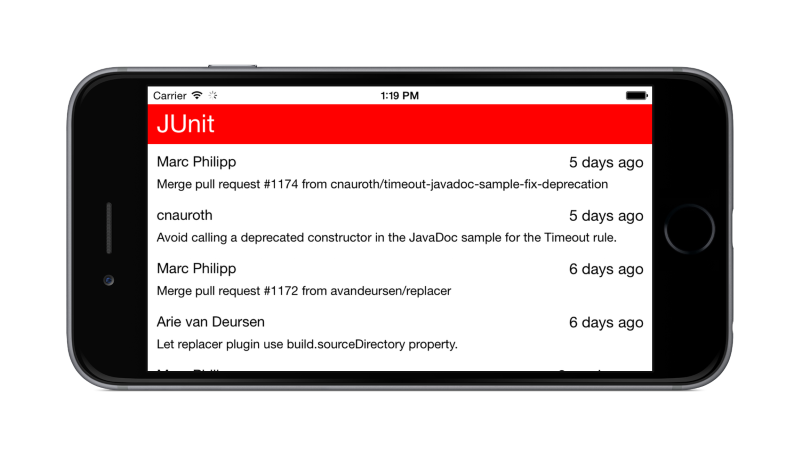 Carrier
1:19 PM
JUnit
Marc Philipp
5 days ago
Merge pull request #1174 from cnauroth/timeout-javadoc-sample-fix-deprecation
cnauroth
5 days ago
Avoid calling a deprecated constructor in the JavaDoc sample for the Timeout rule.
Marc Philipp
6 days ago
Merge pull request #1172 from avandeursen/replacer
Arie van Deursen
6 days ago
Let replacer plugin use build.sourceDirectory property.